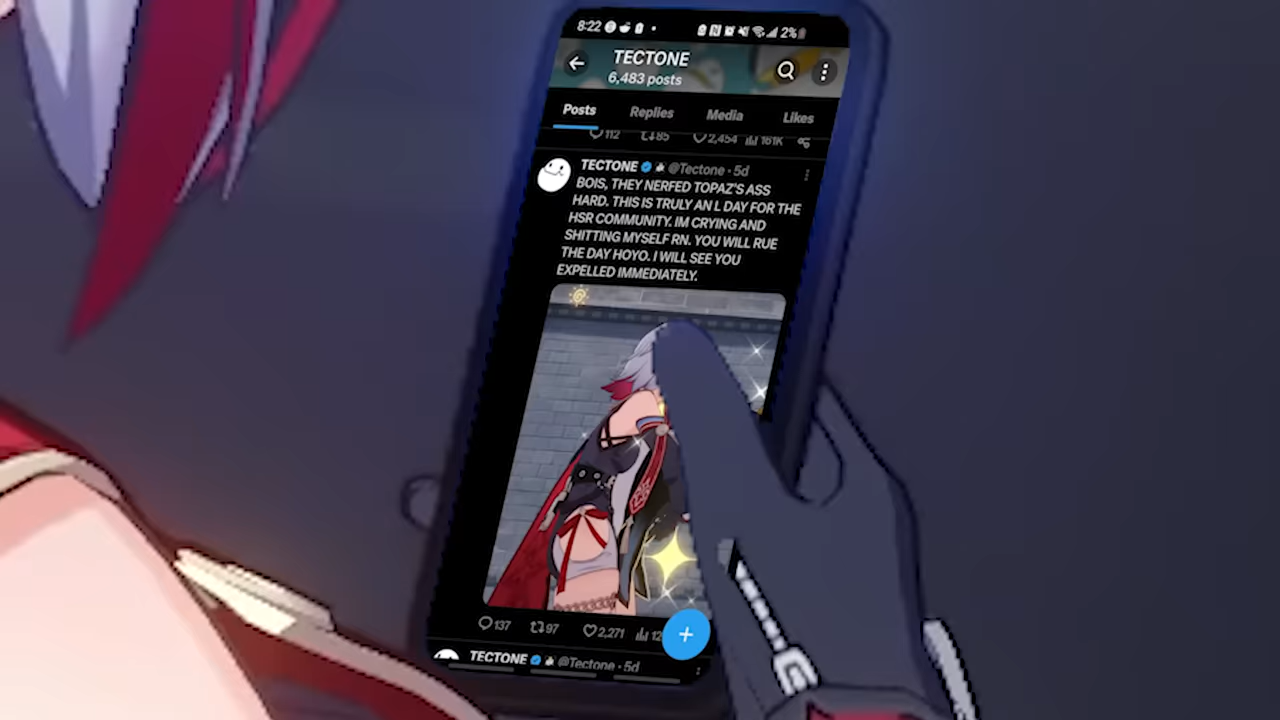 8:22 2%
TECTONE
6,483 posts
Posts Replies Media Likes
112 85 2,454 161K
TECTONE @Tectone · 5d
BOIS, THEY NERFED TOPAZ'S ASS
HARD. THIS IS TRULY AN L DAY FOR THE
HSR COMMUNITY. IM CRYING AND
SHITTING MYSELF RN. YOU WILL RUE
THE DAY HOYO. I WILL SEE YOU
EXPELLED IMMEDIATELY.
137 97 2,271
TECTONE @Tectone · 5d